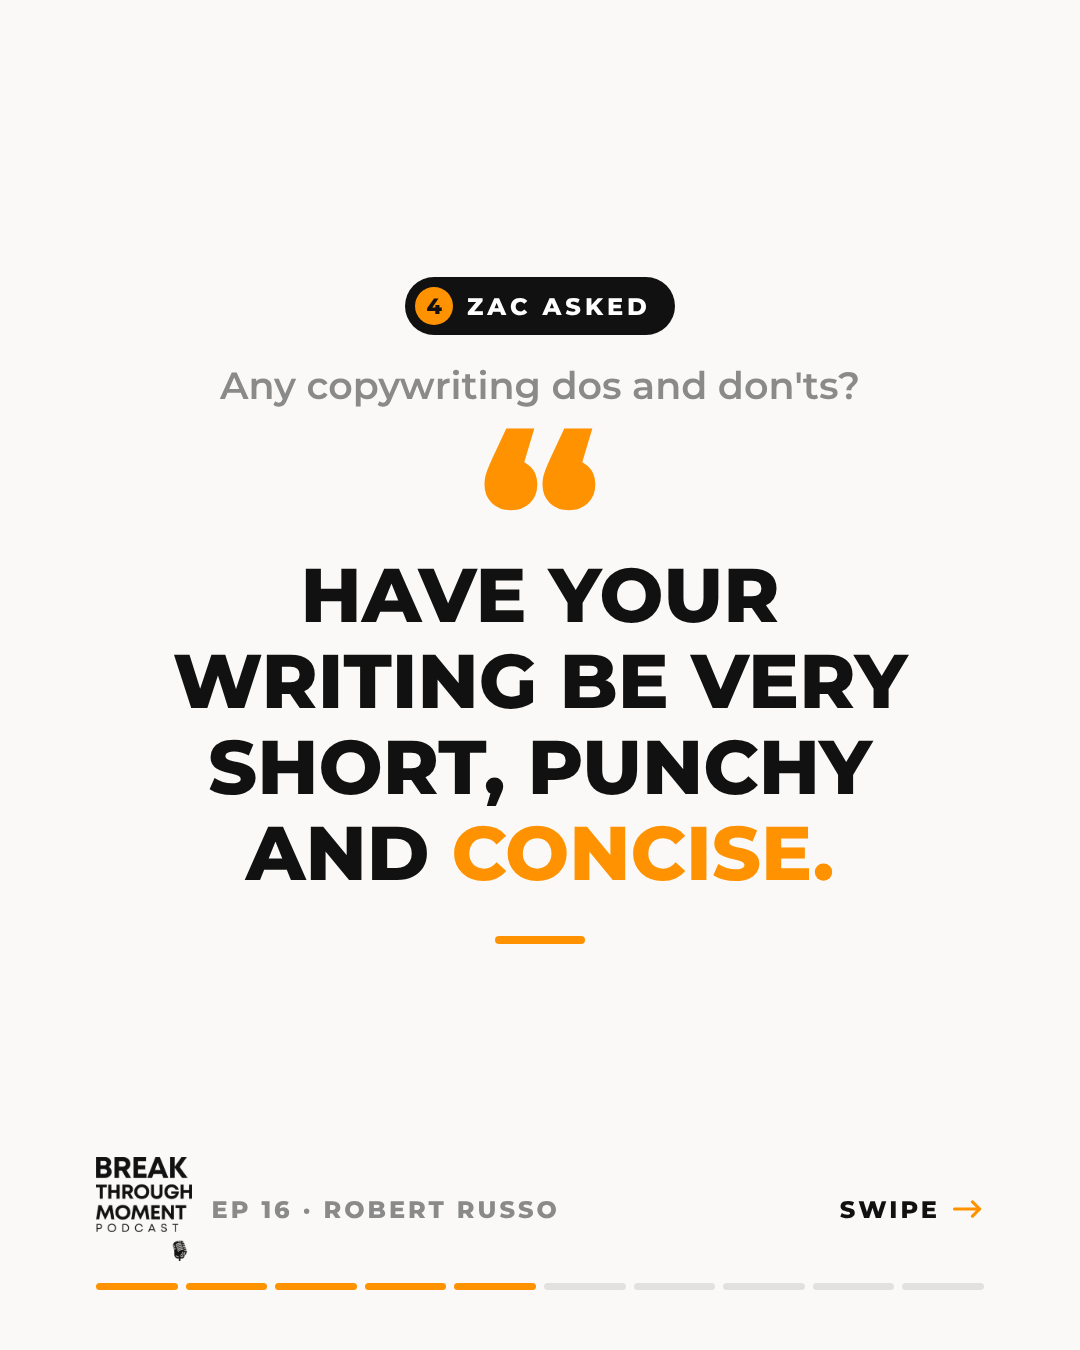 4 ZAC ASKED
Any copywriting dos and don'ts?
“
HAVE YOUR
WRITING BE VERY
SHORT, PUNCHY
AND CONCISE.
BREAK
THROUGH
MOMENT
PODCAST
EP 16 · ROBERT RUSSO
SWIPE →